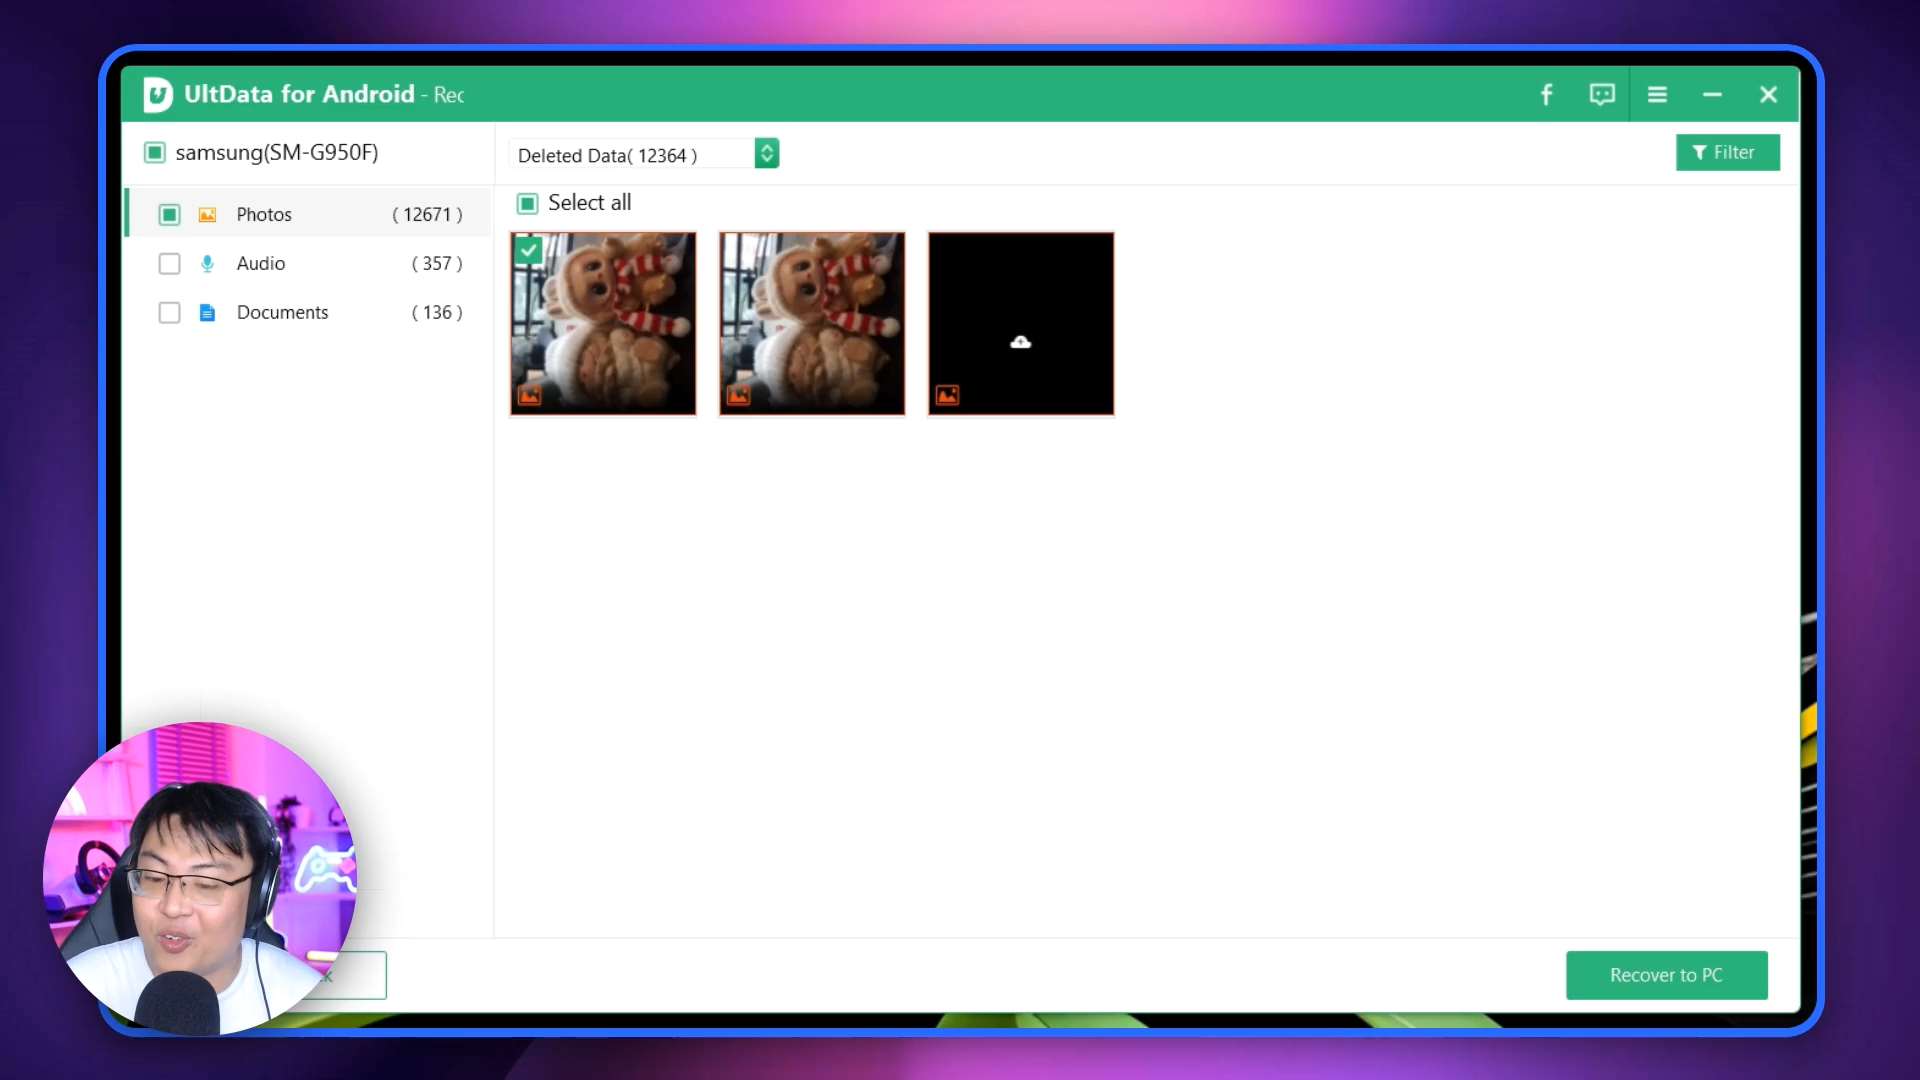 UltData for Android - Rec
samsung(SM-G950F)
Deleted Data( 12364 )
Filter
Photos ( 12671 )
Select all
Audio ( 357 )
Documents ( 136 )
Recover to PC